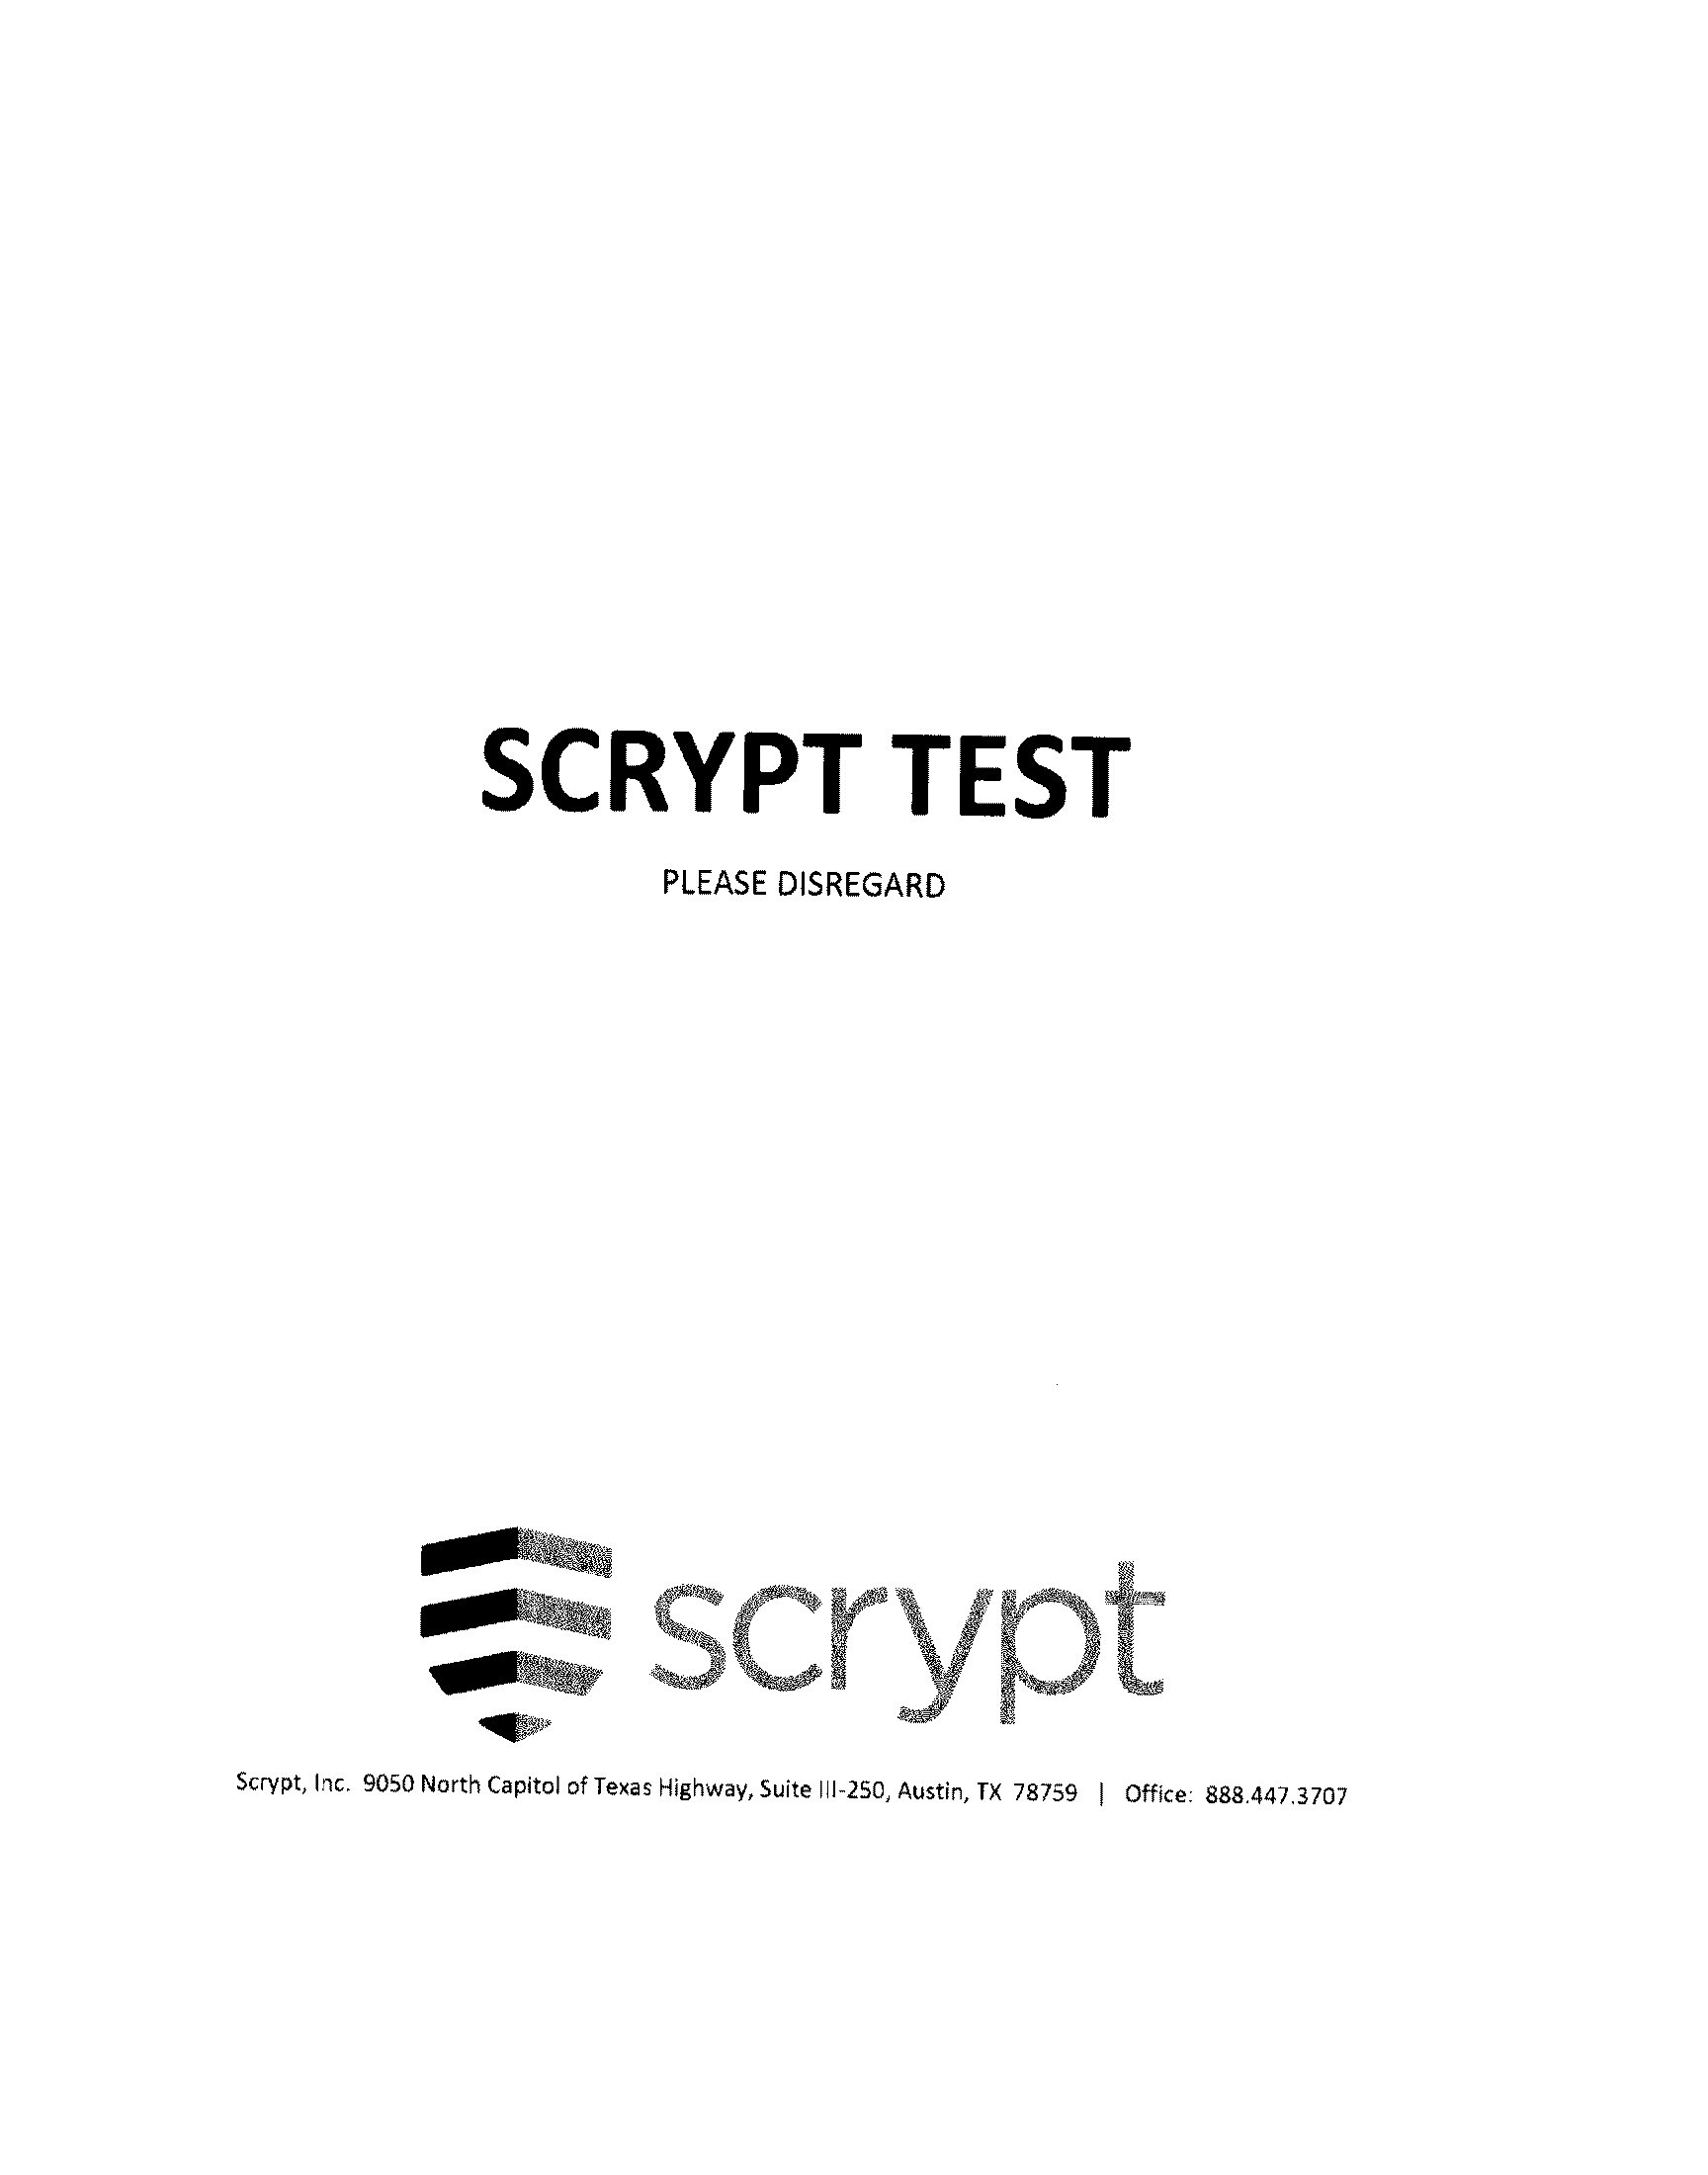 SCRYPT TEST
PLEASE DISREGARD
scrypt
Scrypt, Inc. 9050 North Capitol of Texas Highway, Suite III-250, Austin, TX 78759 | Office: 888.447.3707